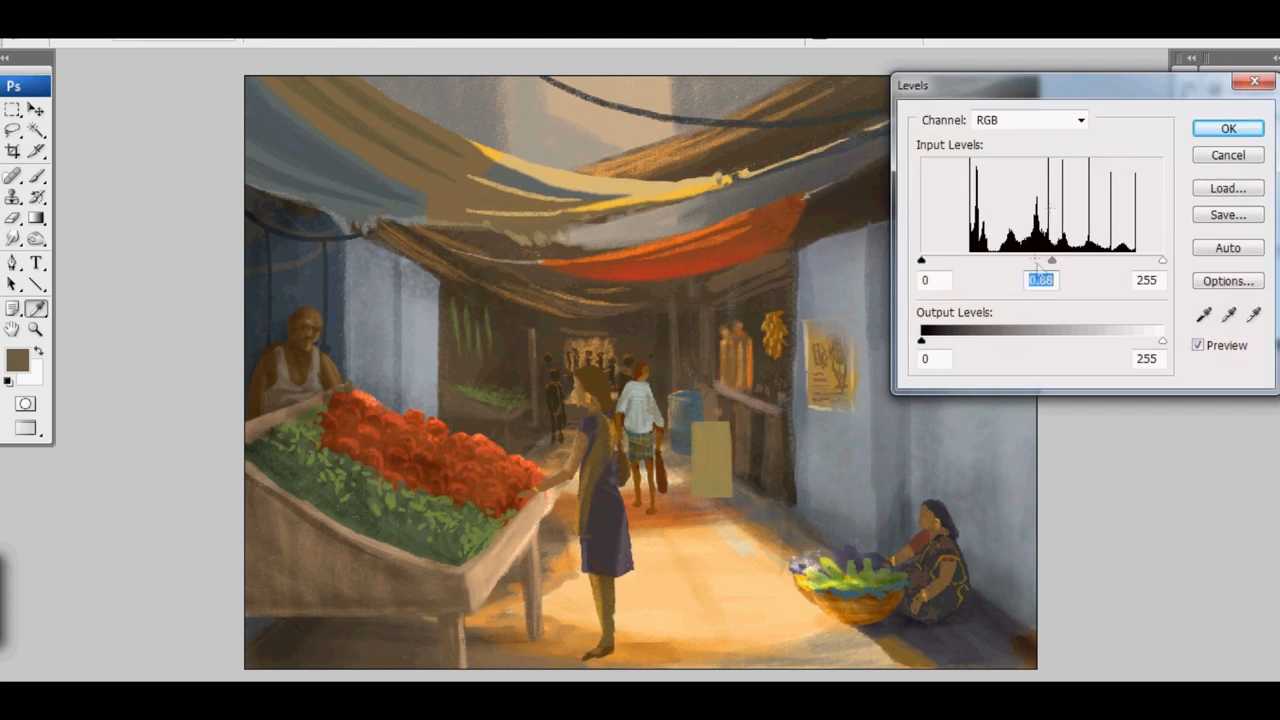 Ps
T
Levels
Channel: RGB
OK
Input Levels:
Cancel
Load...
Save...
Auto
0 0.88 255
Options...
Output Levels:
Preview
0 255